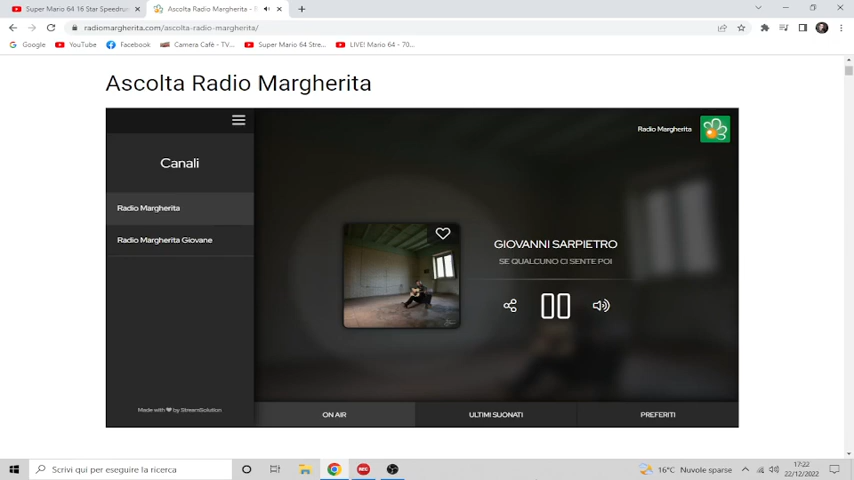 Super Mario 64 16 Star Speedrun
Ascolta Radio Margherita - R
radiomargherita.com/ascolta-radio-margherita/
Google
YouTube
Facebook
Camera Cafè - TV...
Super Mario 64 Stre...
LIVE! Mario 64 - 70...
Ascolta Radio Margherita
Radio Margherita
Canali
Radio Margherita
Radio Margherita Giovane
GIOVANNI SARPIETRO
SE QUALCUNO CI SENTE POI
Made with ❤ by StreamSolution
ON AIR
ULTIMI SUONATI
PREFERITI
Scrivi qui per eseguire la ricerca
REC
16°C Nuvole sparse
17:22
22/12/2022